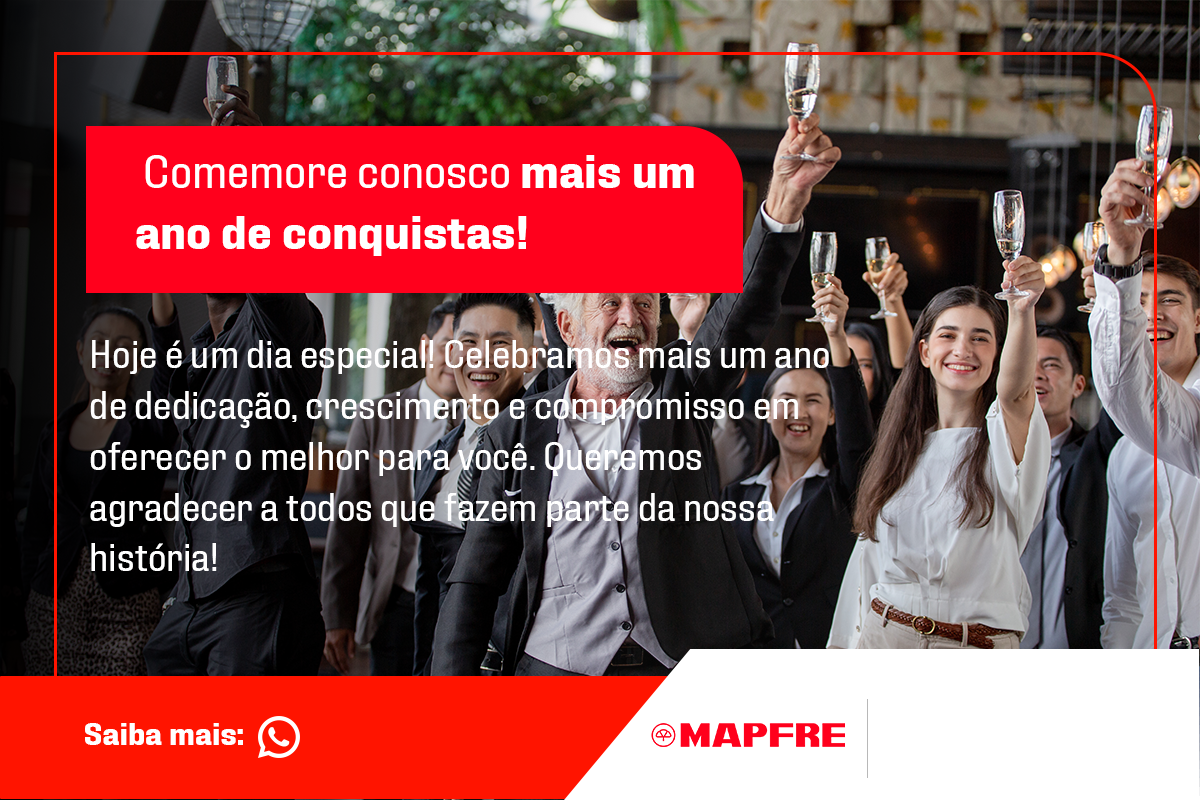 Comemore conosco mais um
ano de conquistas!
Hoje é um dia especial! Celebramos mais um ano
de dedicação, crescimento e compromisso em
oferecer o melhor para você. Queremos
agradecer a todos que fazem parte da nossa
história!
Saiba mais:
MAPFRE